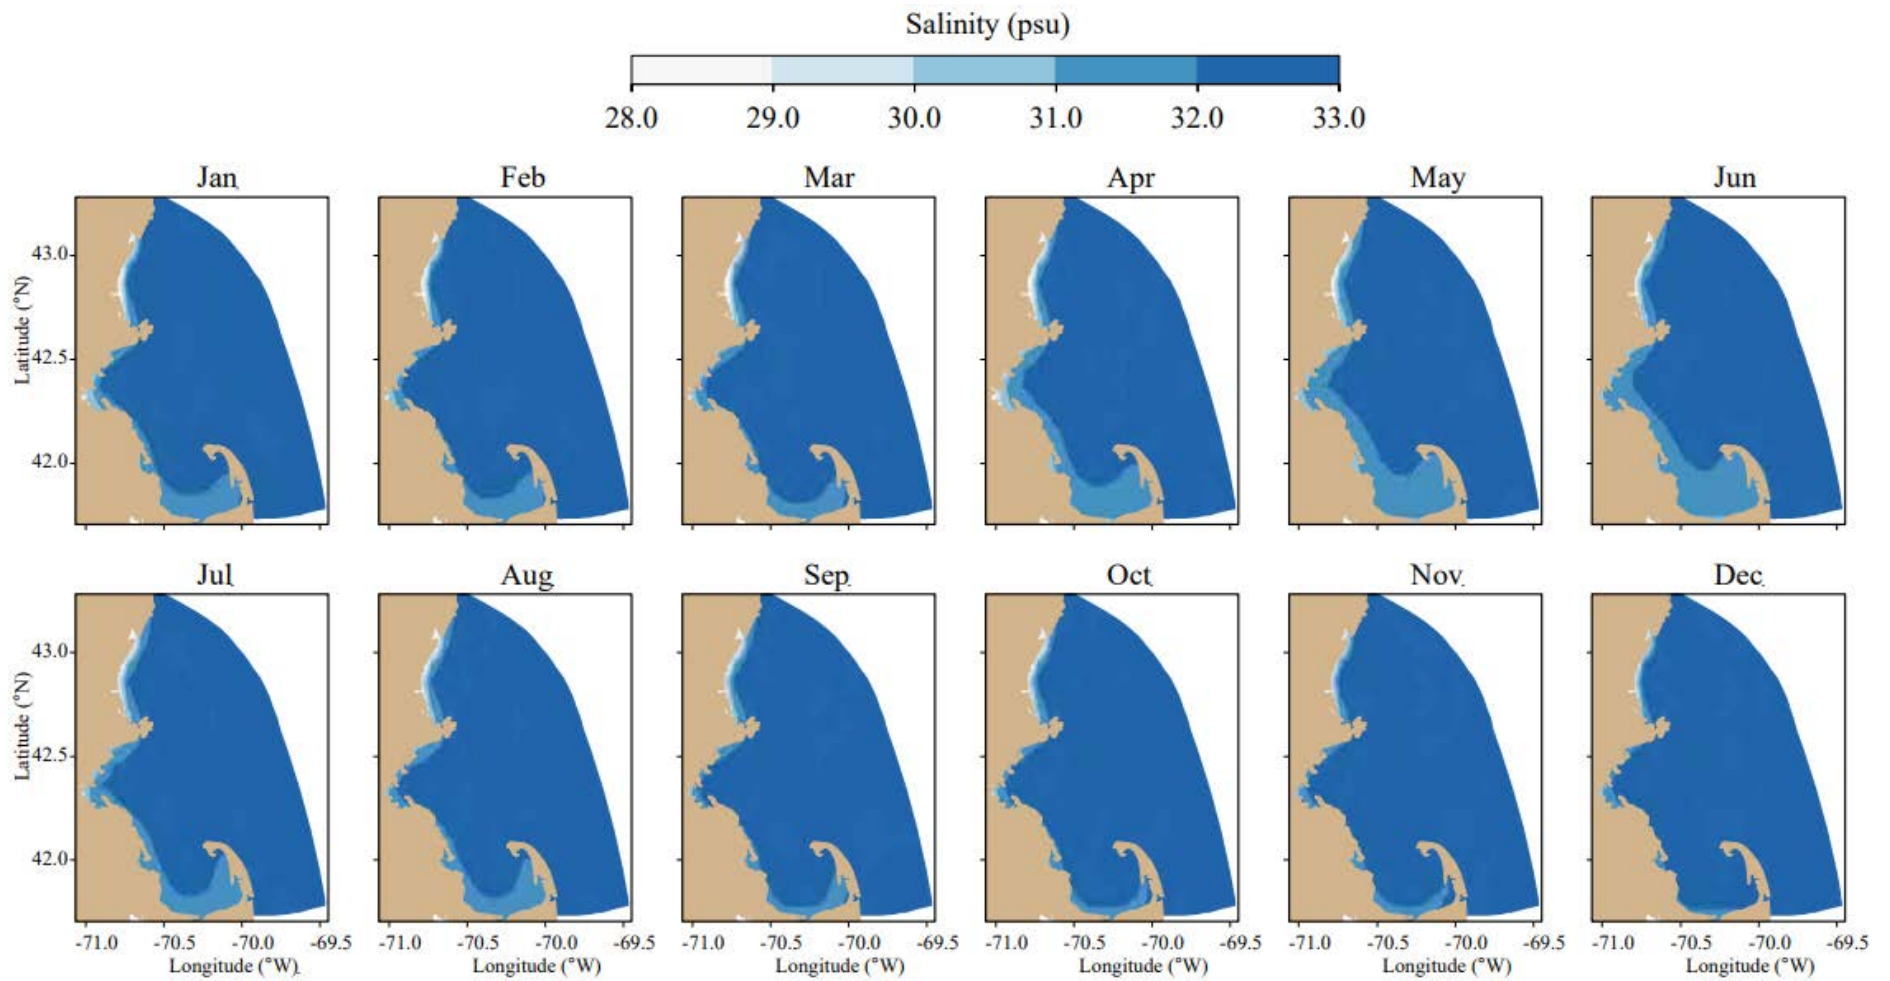 Salinity (psu)
28.0 29.0 30.0 31.0 32.0 33.0
Jan Feb Mar Apr May Jun
43.0
42.5
42.0
Latitude (°N)
Jul Aug Sep Oct Nov Dec
43.0
42.5
42.0
Latitude (°N)
-71.0 -70.5 -70.0 -69.5 -71.0 -70.5 -70.0 -69.5 -71.0 -70.5 -70.0 -69.5 -71.0 -70.5 -70.0 -69.5 -71.0 -70.5 -70.0 -69.5 -71.0 -70.5 -70.0 -69.5
Longitude (°W) Longitude (°W) Longitude (°W) Longitude (°W) Longitude (°W) Longitude (°W)